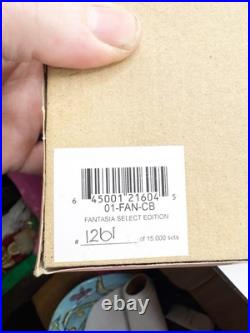 6 45001 21604 5
01-FAN-CB
FANTASIA SELECT EDITION
# 1261 of 15 000 sets